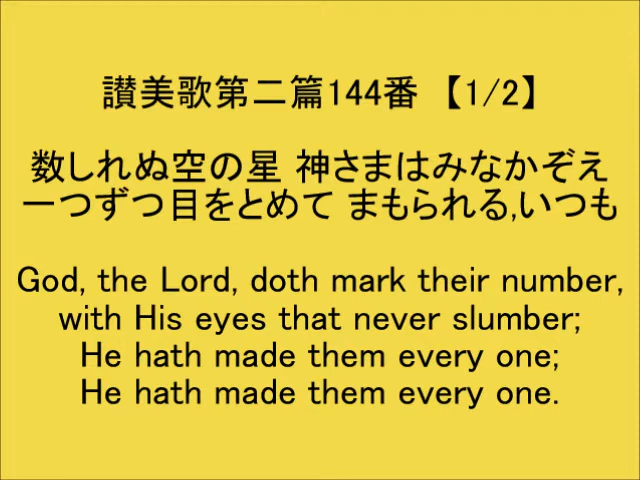 讃美歌第二篇144番 【1/2】
数しれぬ空の星 神さまはみなかぞえ
一つずつ目をとめて まもられる,いつも
God, the Lord, doth mark their number,
with His eyes that never slumber;
He hath made them every one;
He hath made them every one.